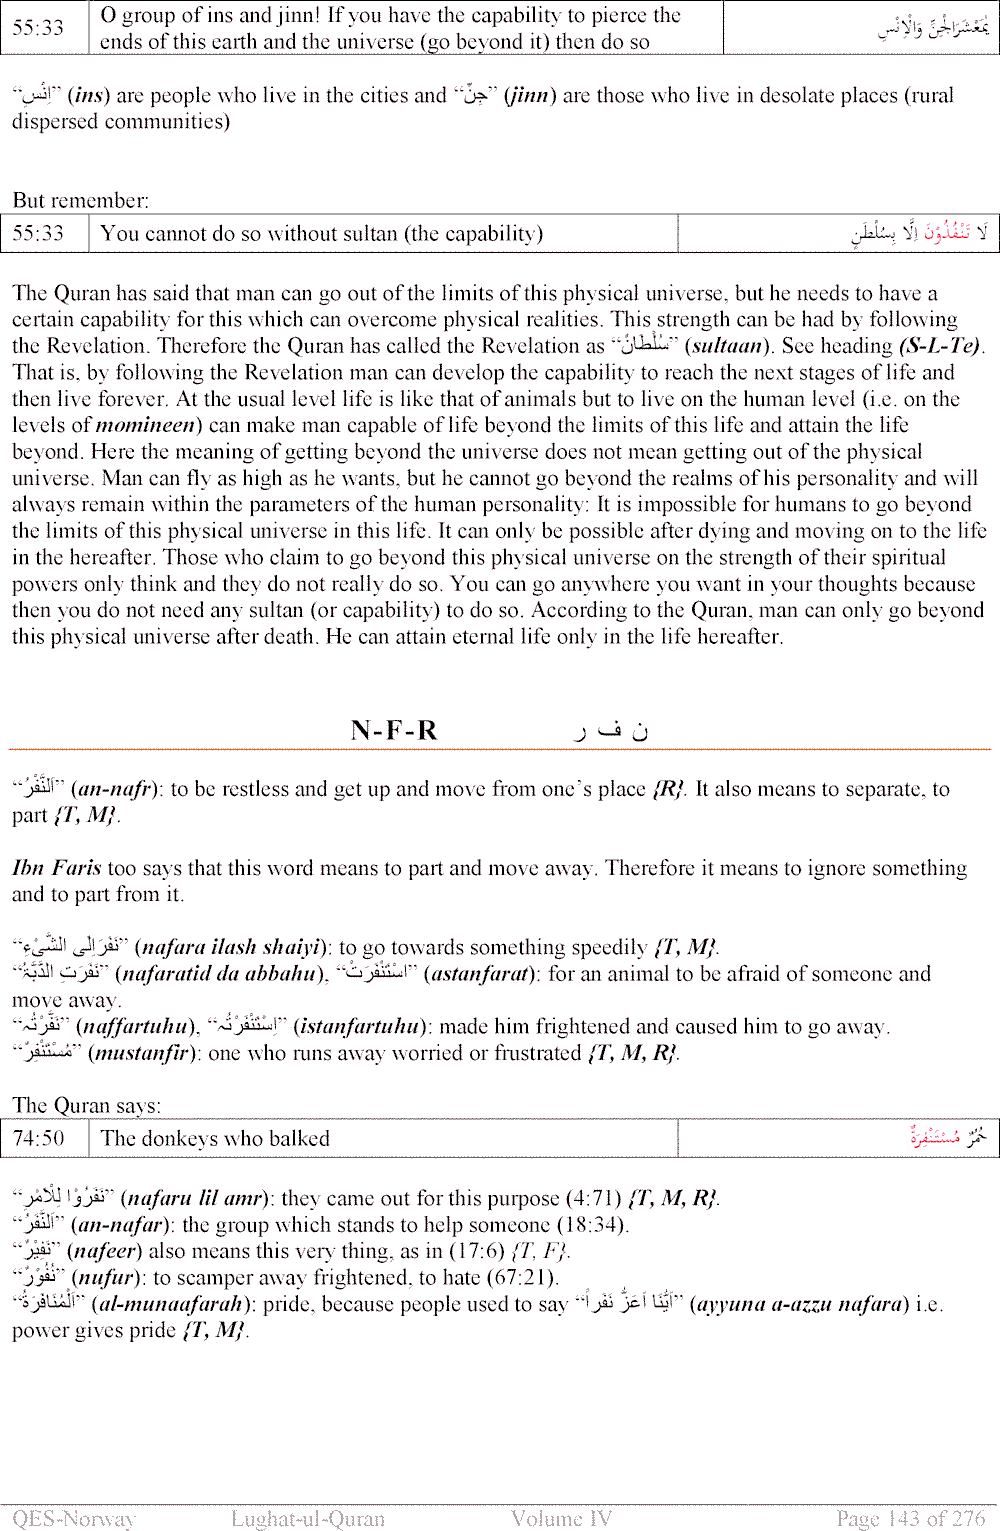 55:33 O group of ins and jinn! If you have the capability to pierce the يٰمَعْشَرَالْجِنِّ وَالْاِنْسِ
ends of this earth and the universe (go beyond it) then do so
“اِنْسِ” (ins) are people who live in the cities and “جِنّ” (jinn) are those who live in desolate places (rural
dispersed communities)
But remember:
55:33 You cannot do so without sultan (the capability) لَا تَنْفُذُوْنَ اِلَّا بِسُلْطٰنٍ
The Quran has said that man can go out of the limits of this physical universe, but he needs to have a
certain capability for this which can overcome physical realities. This strength can be had by following
the Revelation. Therefore the Quran has called the Revelation as “سُلْطَانٌ” (sultaan). See heading (S-L-Te).
That is, by following the Revelation man can develop the capability to reach the next stages of life and
then live forever. At the usual level life is like that of animals but to live on the human level (i.e. on the
levels of momineen) can make man capable of life beyond the limits of this life and attain the life
beyond. Here the meaning of getting beyond the universe does not mean getting out of the physical
universe. Man can fly as high as he wants, but he cannot go beyond the realms of his personality and will
always remain within the parameters of the human personality: It is impossible for humans to go beyond
the limits of this physical universe in this life. It can only be possible after dying and moving on to the life
in the hereafter. Those who claim to go beyond this physical universe on the strength of their spiritual
powers only think and they do not really do so. You can go anywhere you want in your thoughts because
then you do not need any sultan (or capability) to do so. According to the Quran, man can only go beyond
this physical universe after death. He can attain eternal life only in the life hereafter.
N-F-R ن ف ر
“اَلنَّفْرُ” (an-nafr): to be restless and get up and move from one’s place {R}. It also means to separate, to
part {T, M}.
Ibn Faris too says that this word means to part and move away. Therefore it means to ignore something
and to part from it.
“نَفَرَاِلَی الشَّیْءِ” (nafara ilash shaiyi): to go towards something speedily {T, M}.
“نَفَرَتِ الدَّبَّۃُ” (nafaratid da abbahu), “اسْتَنْفَرَتْ” (astanfarat): for an animal to be afraid of someone and
move away.
“نَفَّرْتُہ” (naffartuhu), “اِسْتَنْفَرْتُہ” (istanfartuhu): made him frightened and caused him to go away.
“مُسْتَنْفِرٌ” (mustanfir): one who runs away worried or frustrated {T, M, R}.
The Quran says:
74:50 The donkeys who balked حُمُرٌ مُسْتَنْفِرَةٌ
“نَفَرُوْا لِلْاَمْرِ” (nafaru lil amr): they came out for this purpose (4:71) {T, M, R}.
“اَلنَّفَرُ” (an-nafar): the group which stands to help someone (18:34).
“نَفِيْرٌ” (nafeer) also means this very thing, as in (17:6) {T, F}.
“نُفُوْرٌ” (nufur): to scamper away frightened, to hate (67:21).
“اَلْمُنَافَرَةُ” (al-munaafarah): pride, because people used to say “اَيُّنَا اَعَزُّ نَفَراً” (ayyuna a-azzu nafara) i.e.
power gives pride {T, M}.
QES-Norway Lughat-ul-Quran Volume IV Page 143 of 276